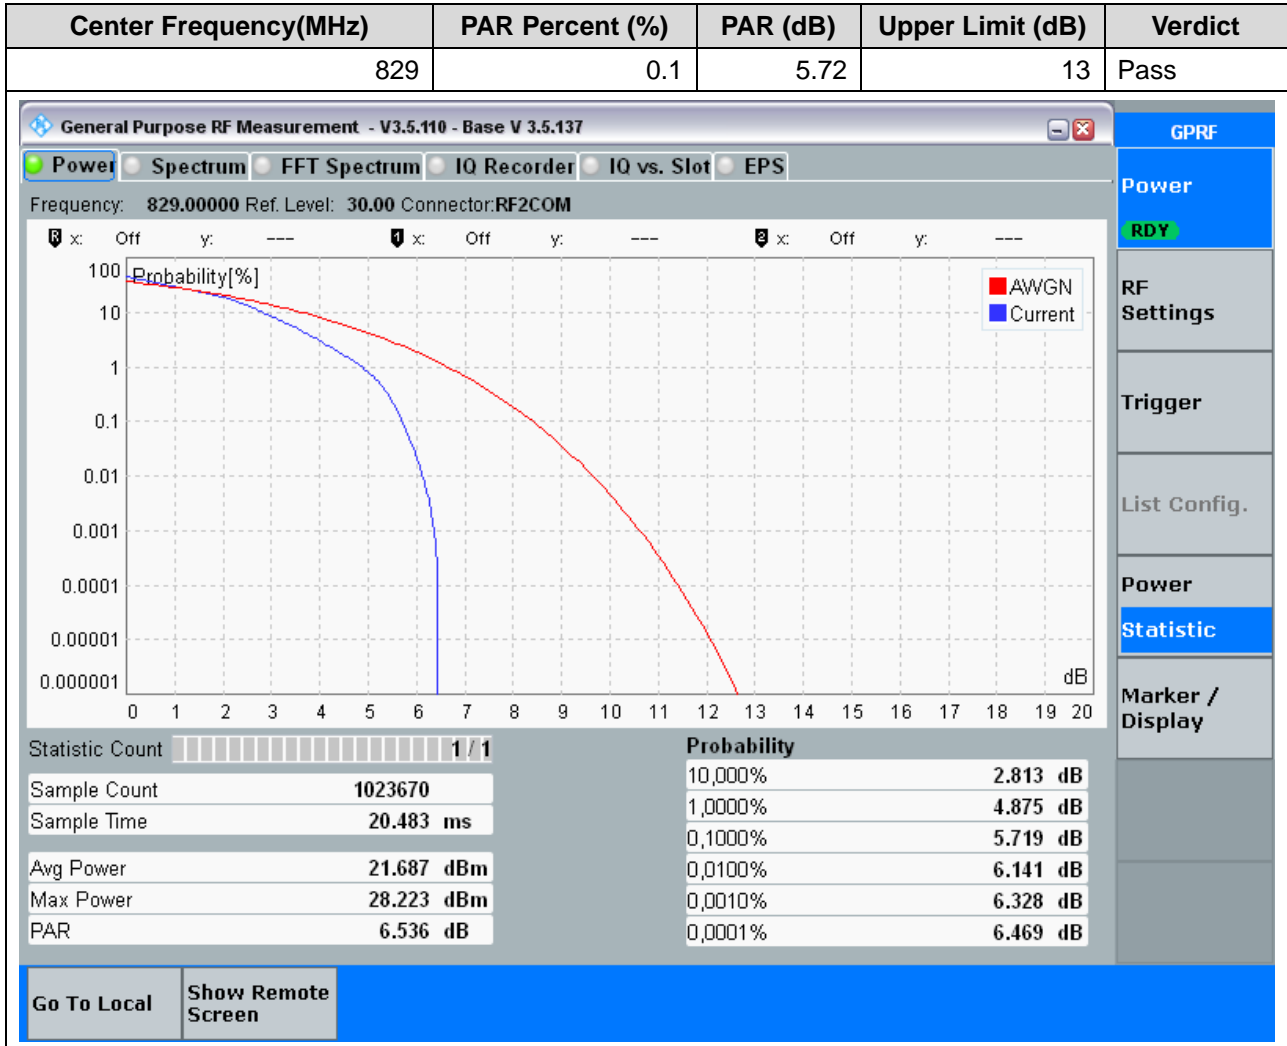 Center Frequency(MHz) PAR Percent (%) PAR (dB) Upper Limit (dB) Verdict
829 0.1 5.72 13 Pass
General Purpose RF Measurement - V3.5.110 - Base V 3.5.137
GPRF
Power Spectrum FFT Spectrum IQ Recorder IQ vs. Slot EPS
Frequency: 829.00000 Ref. Level: 30.00 Connector:RF2COM
R x: Off y: --- 1 x: Off y: --- 2 x: Off y: ---
Probability[%]
AWGN
Current
100
10
1
0.1
0.01
0.001
0.0001
0.00001
0.000001
dB
0 1 2 3 4 5 6 7 8 9 10 11 12 13 14 15 16 17 18 19 20
Statistic Count 1 / 1
Sample Count 1023670
Sample Time 20.483 ms
Avg Power 21.687 dBm
Max Power 28.223 dBm
PAR 6.536 dB
Probability
10,000% 2.813 dB
1,0000% 4.875 dB
0,1000% 5.719 dB
0,0100% 6.141 dB
0,0010% 6.328 dB
0,0001% 6.469 dB
Power
RDY
RF
Settings
Trigger
List Config.
Power
Statistic
Marker /
Display
Go To Local
Show Remote
Screen